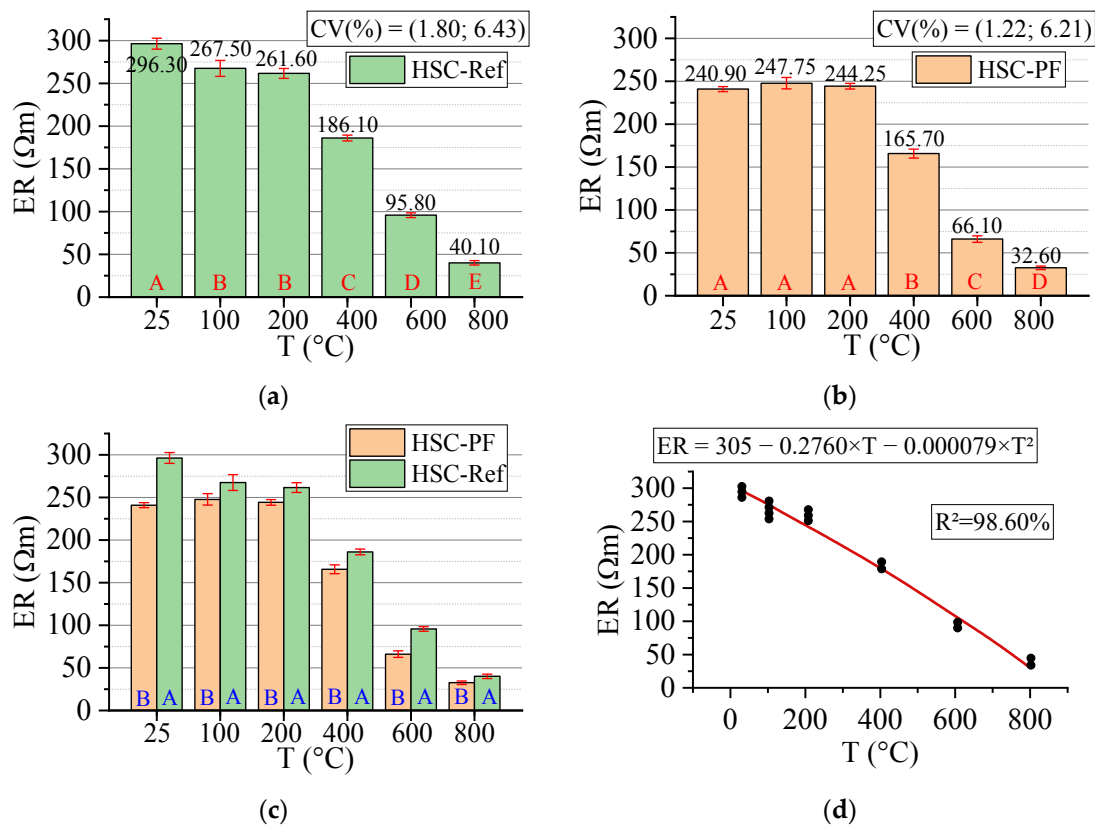 CV(%) = (1.80; 6.43)
HSC-Ref
ER (Ωm)
300
250
200
150
100
50
0
296.30
267.50
261.60
186.10
95.80
40.10
A B B C D E
25 100 200 400 600 800
T (°C)
(a)
CV(%) = (1.22; 6.21)
HSC-PF
ER (Ωm)
300
250
200
150
100
50
0
240.90
247.75
244.25
165.70
66.10
32.60
A A A B C D
25 100 200 400 600 800
T (°C)
(b)
HSC-PF
HSC-Ref
ER (Ωm)
300
250
200
150
100
50
0
B A B A B A B A B A B A
25 100 200 400 600 800
T (°C)
(c)
ER = 305 − 0.2760×T − 0.000079×T²
R²=98.60%
ER (Ωm)
300
250
200
150
100
50
0
0 200 400 600 800
T (°C)
(d)